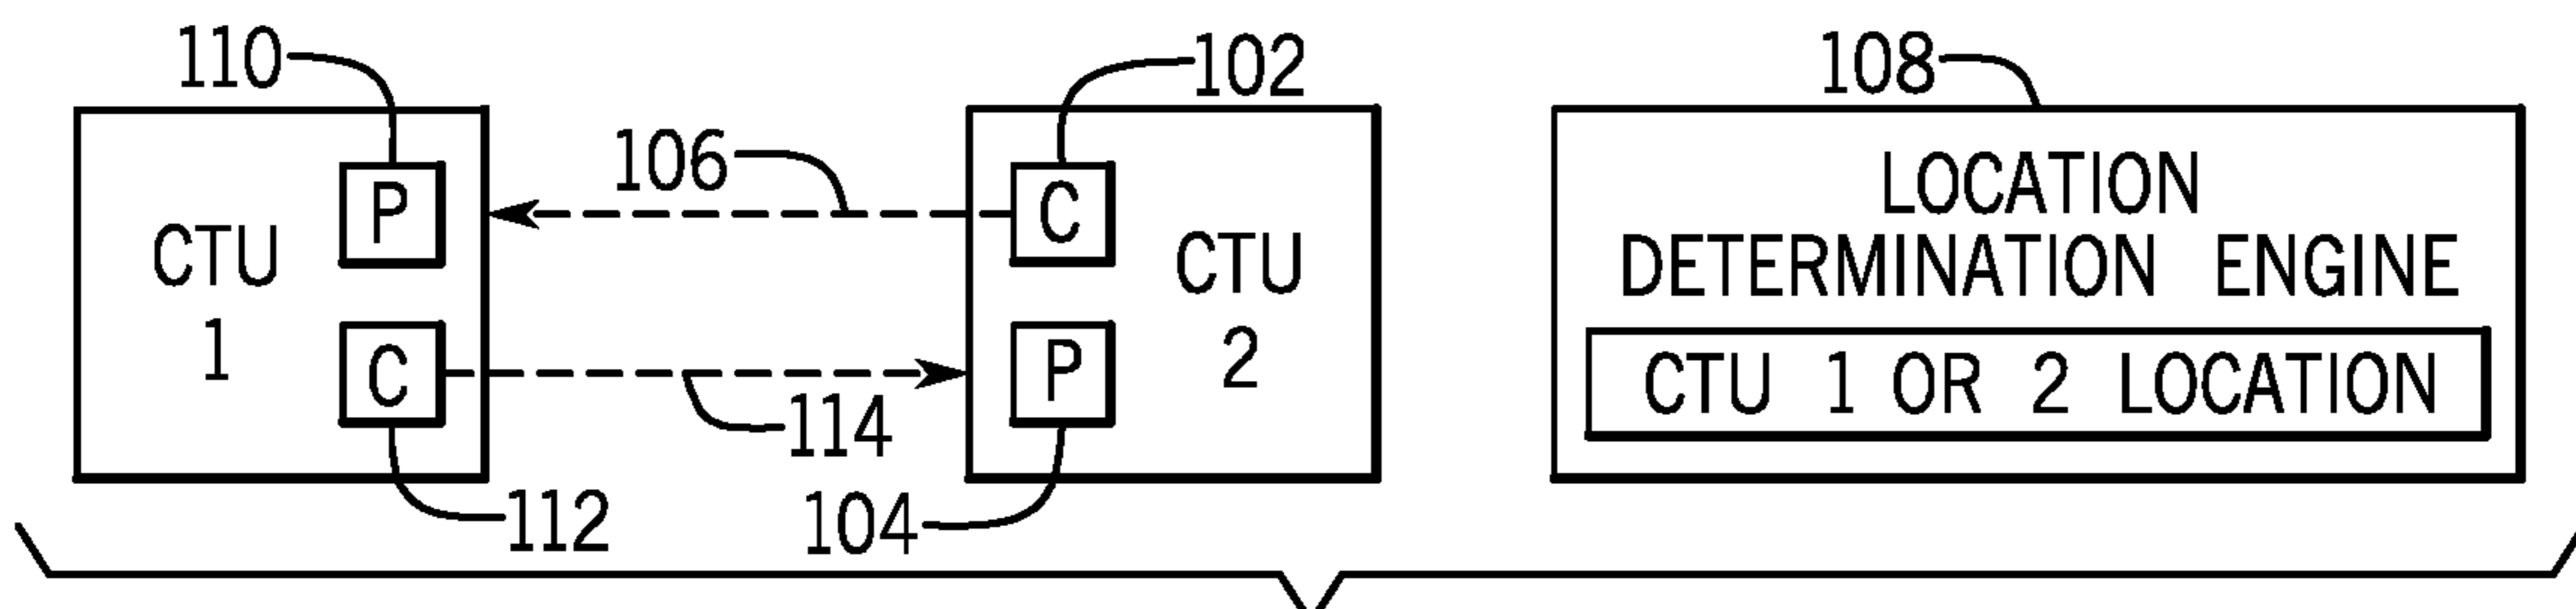 110
102
108
106
P
C
CTU
1
C
CTU
2
P
114
112
104
LOCATION
DETERMINATION ENGINE
CTU 1 OR 2 LOCATION